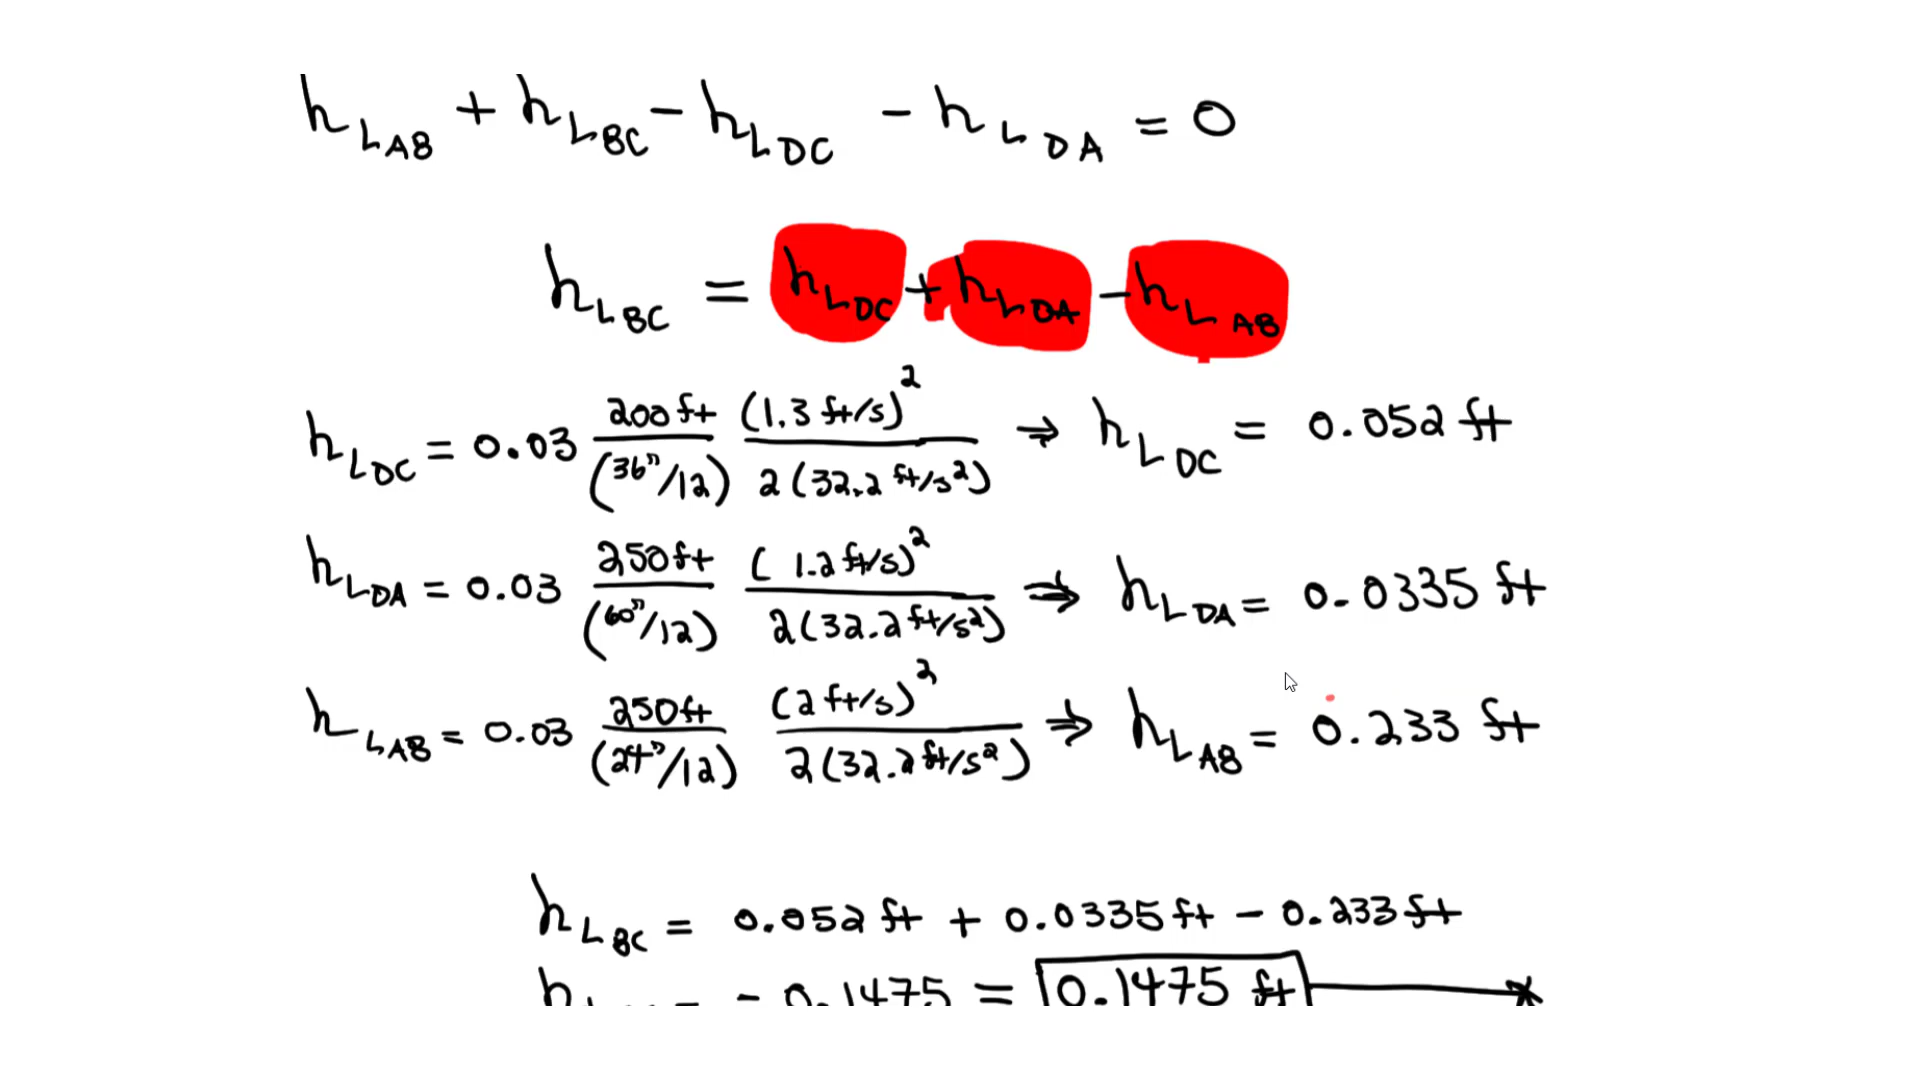 hLAB + hLBC - hLDC - hLDA = 0
hLBC = hLDC + hLDA - hLAB
hLDC = 0.03 200ft/(36"/12) (1.3 ft/s)²/2(32.2 ft/s²) ⇒ hLDC = 0.052 ft
hLDA = 0.03 250ft/(60"/12) (1.2 ft/s)²/2(32.2 ft/s²) ⇒ hLDA = 0.0335 ft
hLAB = 0.03 250ft/(24"/12) (2 ft/s)²/2(32.2 ft/s²) ⇒ hLAB = 0.233 ft
hLBC = 0.052 ft + 0.0335 ft - 0.233 ft
= - 0.1475 = 0.1475 ft